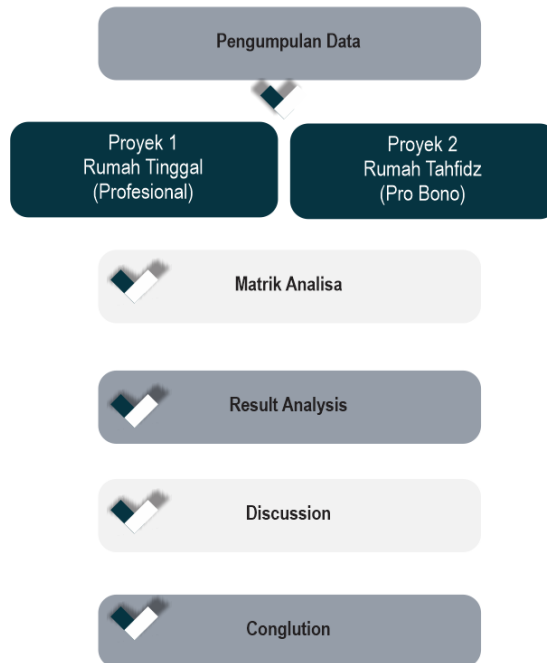 Pengumpulan Data
Proyek 1
Rumah Tinggal
(Profesional)
Proyek 2
Rumah Tahfidz
(Pro Bono)
Matrik Analisa
Result Analysis
Discussion
Conglution